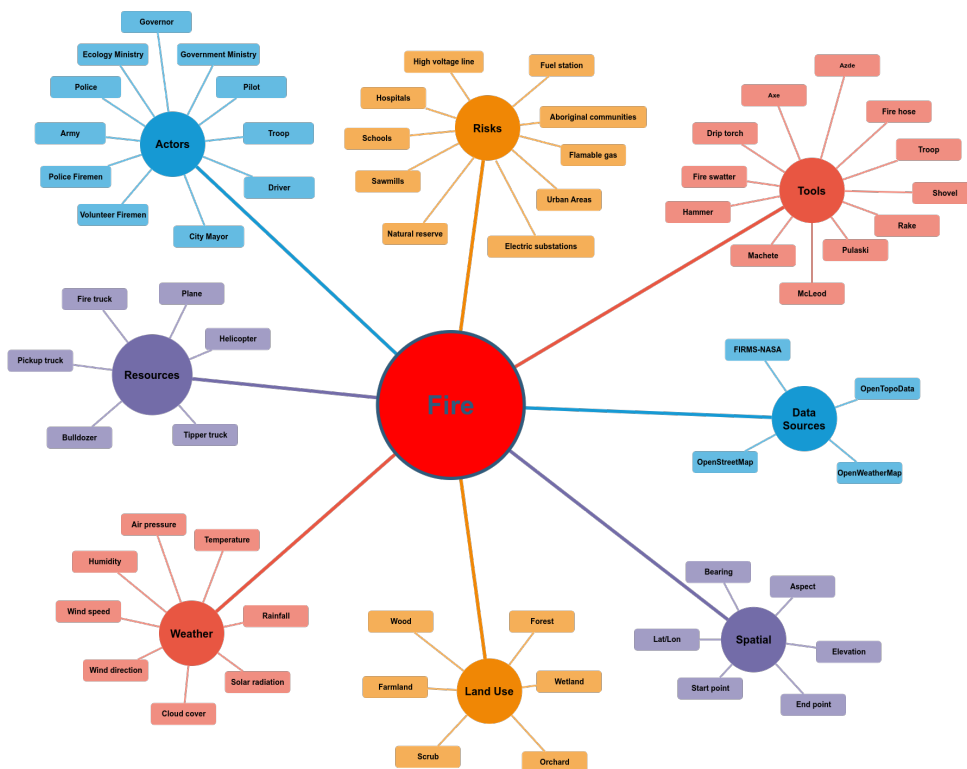 Governor
Ecology Ministry
Government Ministry
Police
Pilot
Army
Actors
Troop
Police Firemen
Driver
Volunteer Firemen
City Mayor
High voltage line
Fuel station
Hospitals
Aboriginal communities
Risks
Schools
Flamable gas
Sawmills
Urban Areas
Natural reserve
Electric substations
Azde
Axe
Fire hose
Drip torch
Troop
Fire swatter
Tools
Shovel
Hammer
Rake
Machete
Pulaski
McLeod
Fire truck
Plane
Helicopter
Pickup truck
Resources
Bulldozer
Tipper truck
Fire
FIRMS-NASA
OpenTopoData
Data
Sources
OpenStreetMap
OpenWeatherMap
Air pressure
Temperature
Humidity
Wind speed
Rainfall
Weather
Wind direction
Solar radiation
Cloud cover
Wood
Forest
Farmland
Land Use
Wetland
Scrub
Orchard
Bearing
Aspect
Lat/Lon
Spatial
Elevation
Start point
End point